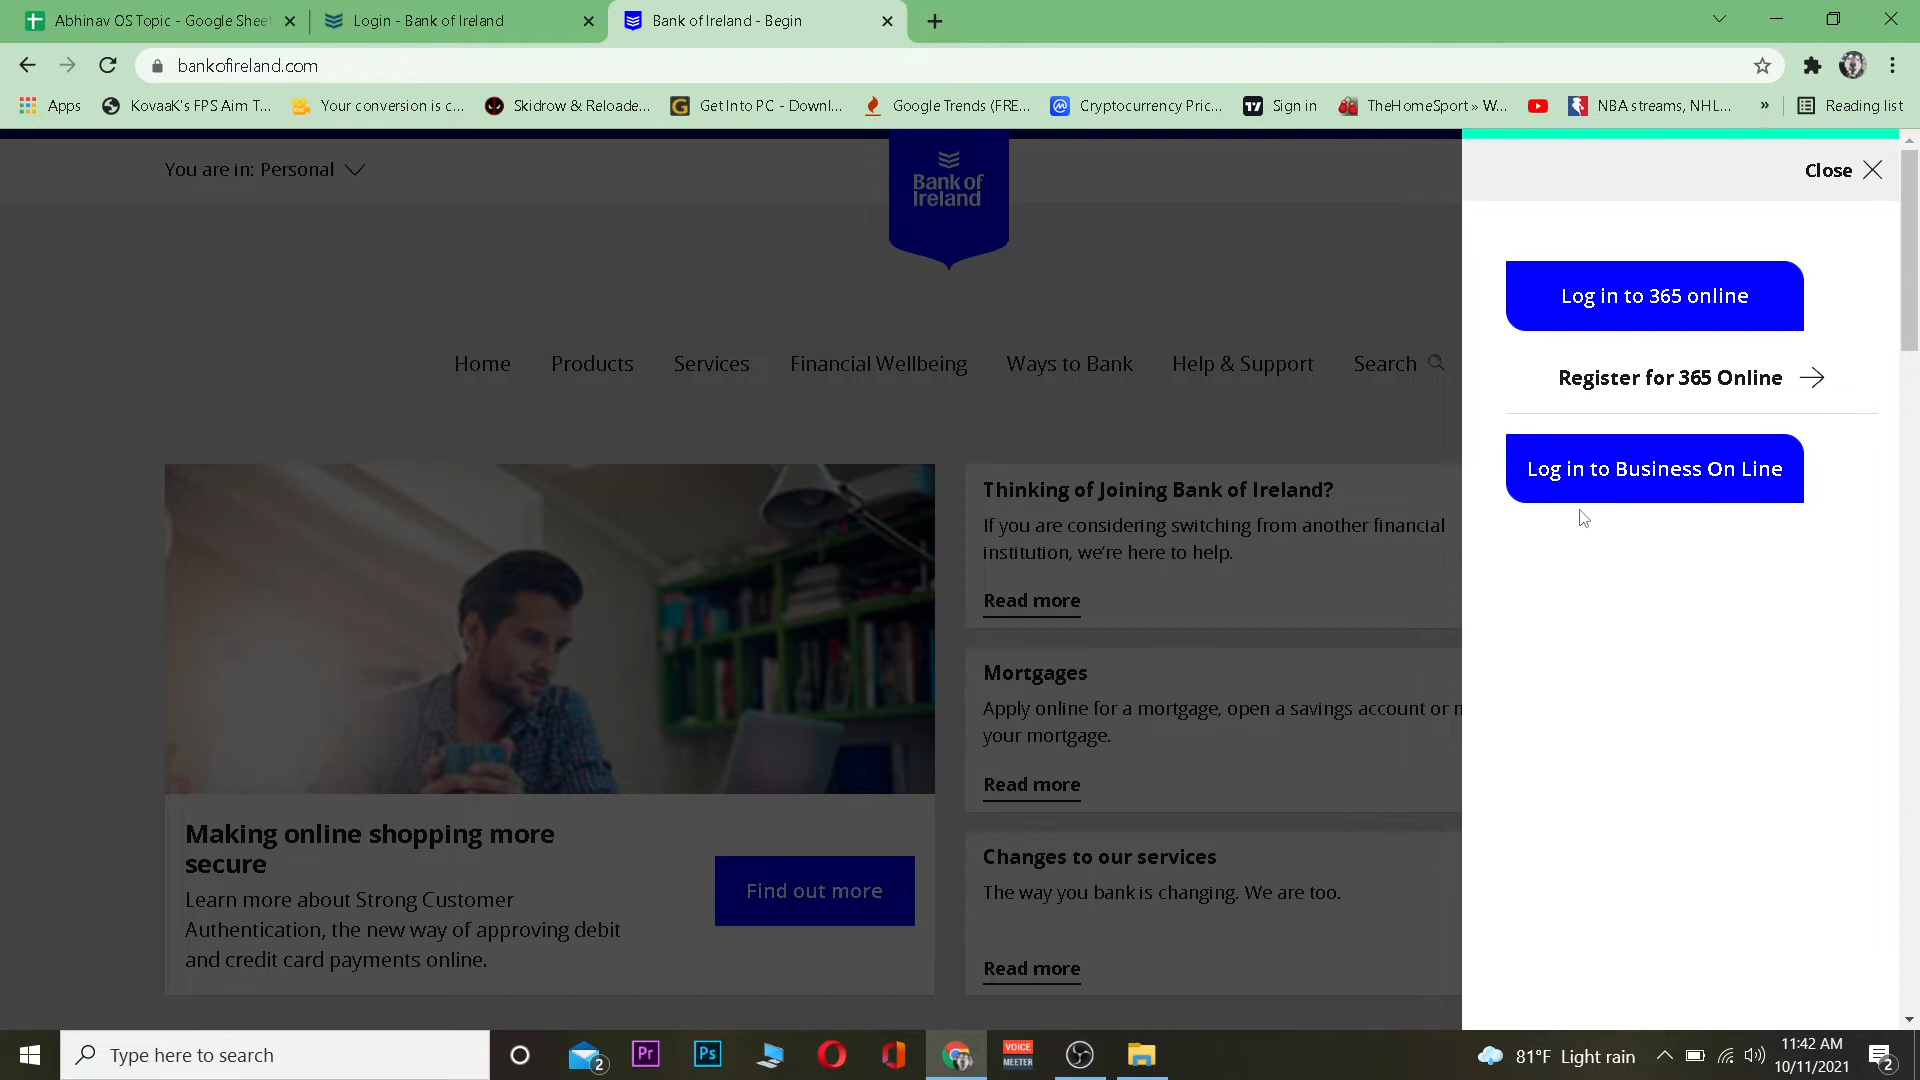 Abhinav OS Topic - Google Sheet
Login - Bank of Ireland
Bank of Ireland - Begin
bankofireland.com
Apps
KovaaK's FPS Aim T...
Your conversion is c...
Skidrow & Reloade...
Get Into PC - Downl...
Google Trends (FRE...
Cryptocurrency Pric...
Sign in
TheHomeSport » W...
NBA streams, NHL...
»
Reading list
You are in: Personal
Bank of
Ireland
Close
Log in to 365 online
Register for 365 Online
Log in to Business On Line
Home
Products
Services
Financial Wellbeing
Ways to Bank
Help & Support
Search
Making online shopping more
secure
Learn more about Strong Customer
Authentication, the new way of approving debit
and credit card payments online.
Find out more
Thinking of Joining Bank of Ireland?
If you are considering switching from another financial
institution, we're here to help.
Read more
Mortgages
Apply online for a mortgage, open a savings account or
your mortgage.
Read more
Changes to our services
The way you bank is changing. We are too.
Read more
Type here to search
2
Pr
Ps
VOICE
MEETER
81°F Light rain
11:42 AM
10/11/2021
2